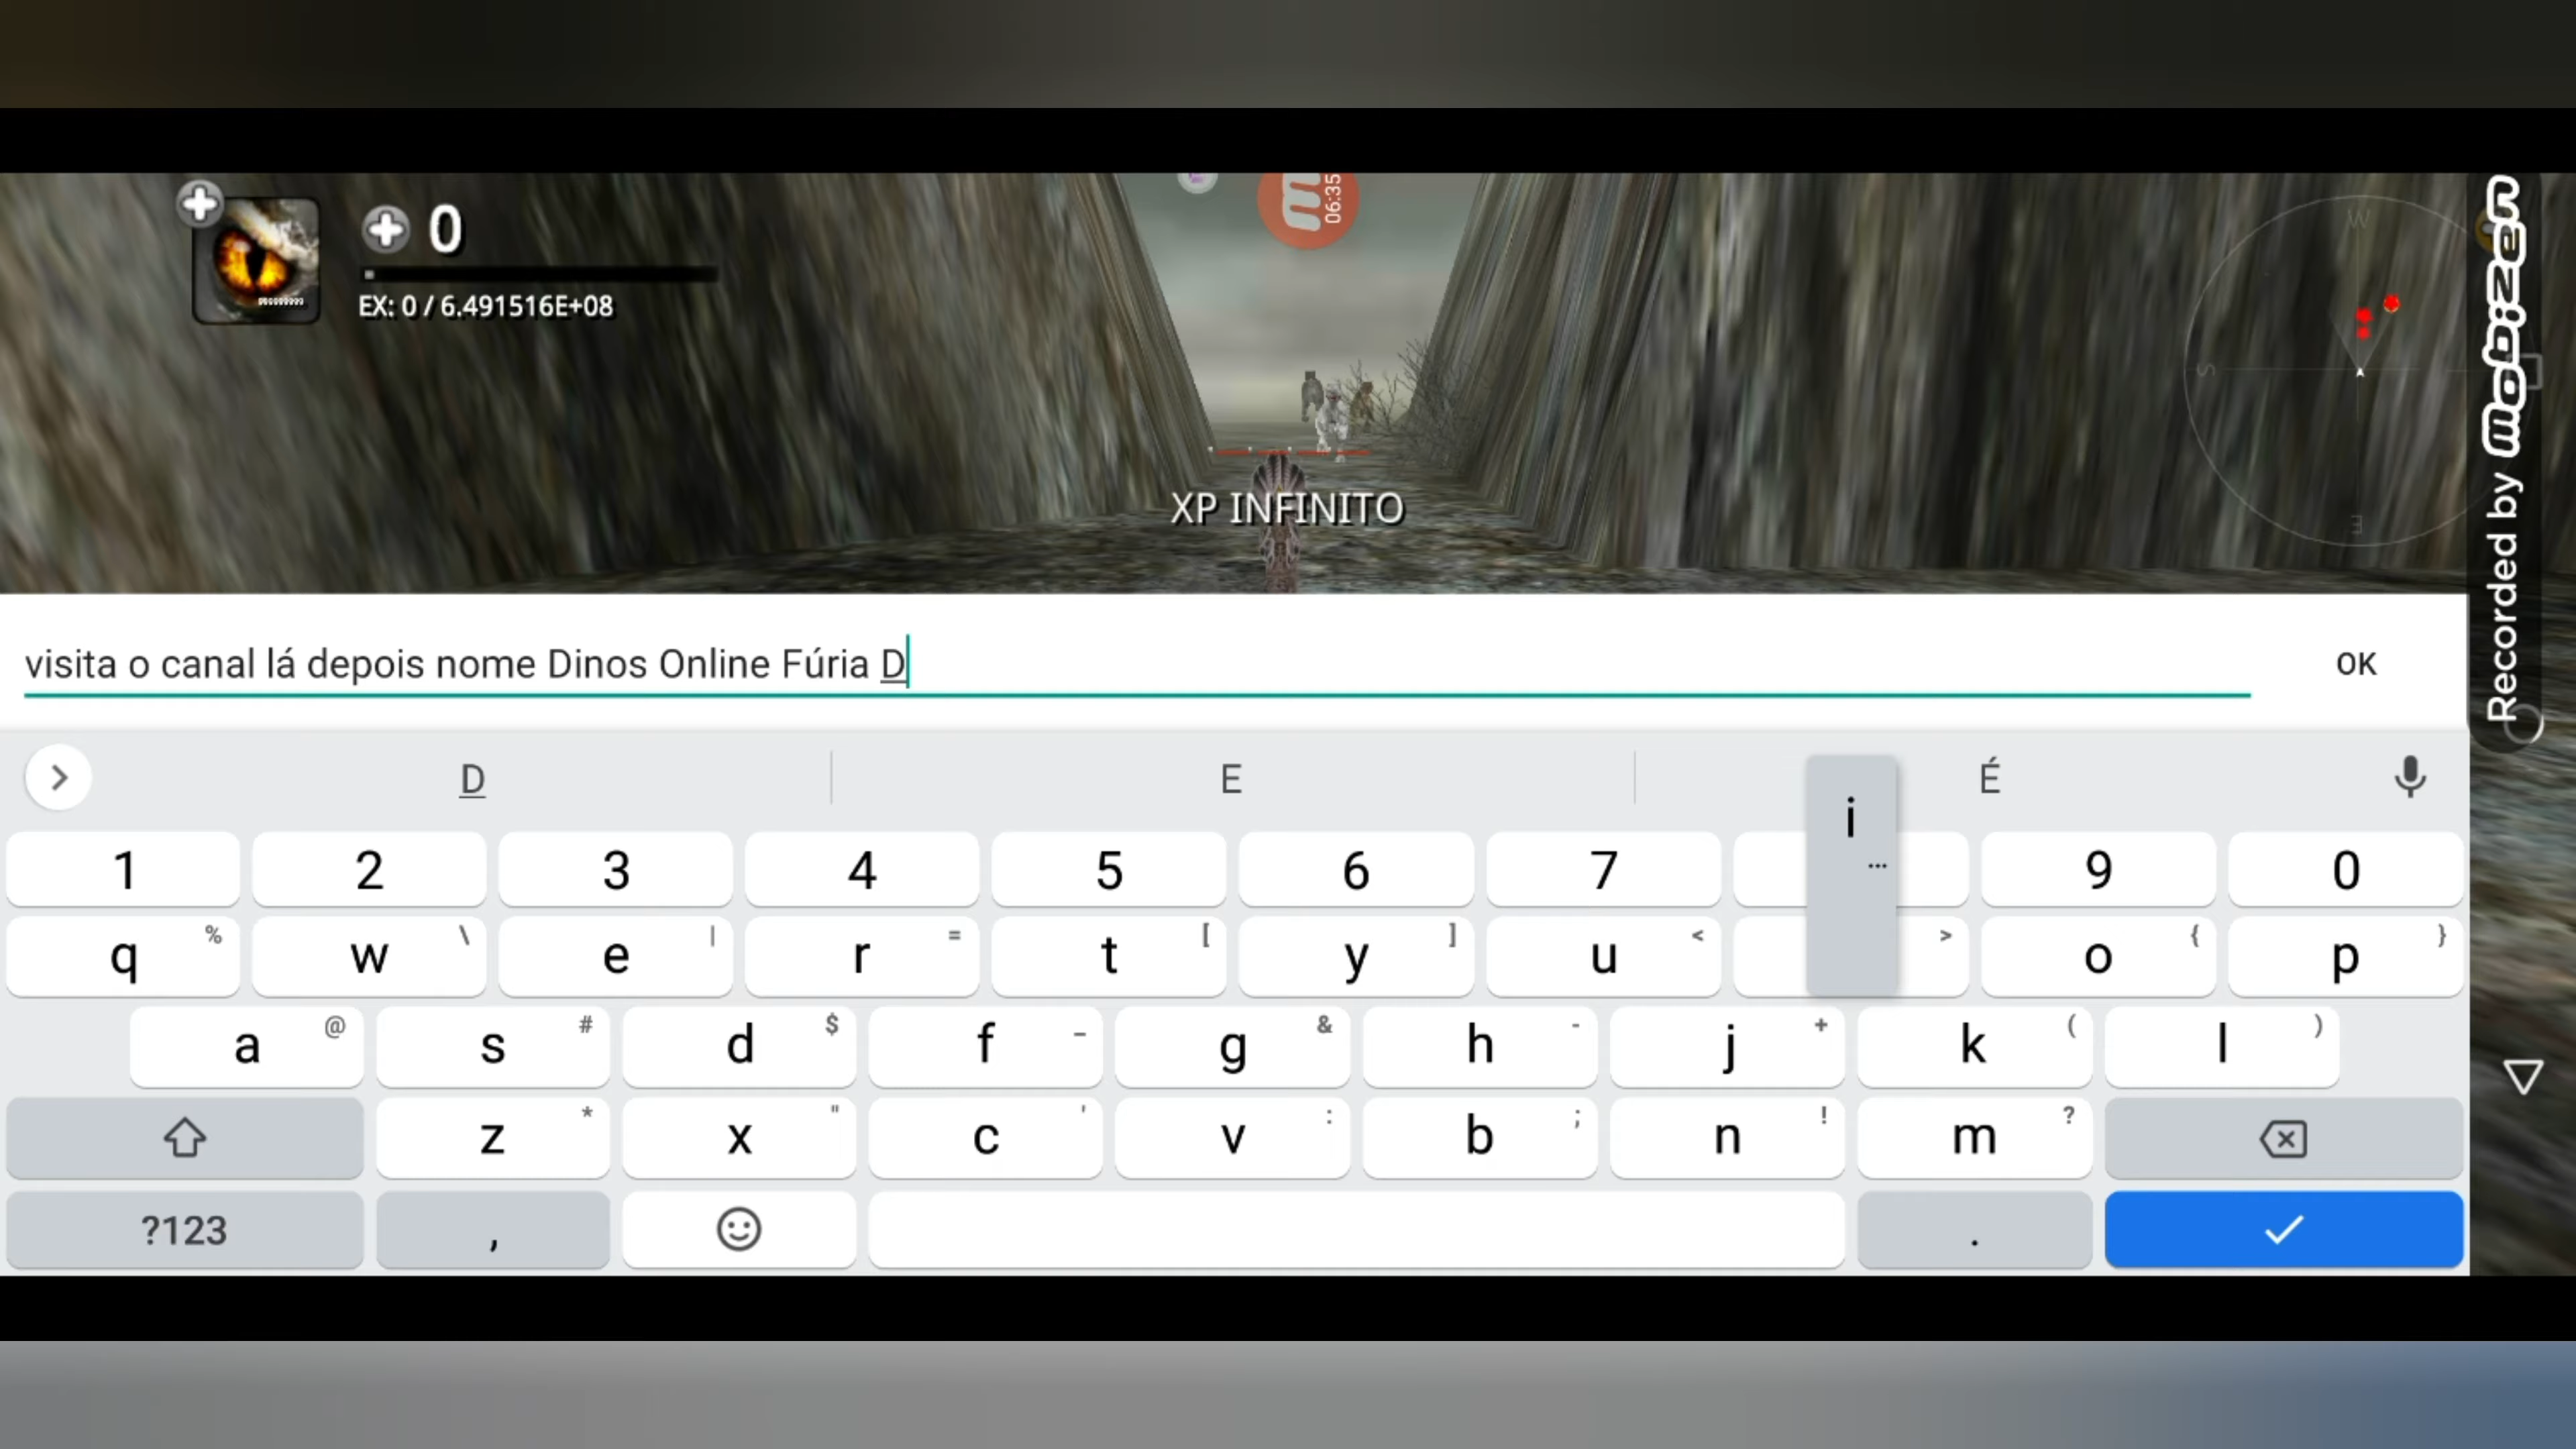 0
06:35
EX: 0 / 6.491516E+08
W
S
E
XP INFINITO
Recorded by Mobizen
visita o canal lá depois nome Dinos Online Fúria D
OK
D E É
i
...
1 2 3 4 5 6 7 9 0
q % w \ e | r = t [ y ] u < > o { p }
a @ s # d $ f _ g & h - j + k ( l )
z * x " c ' v : b ; n ! m ?
?123 , .